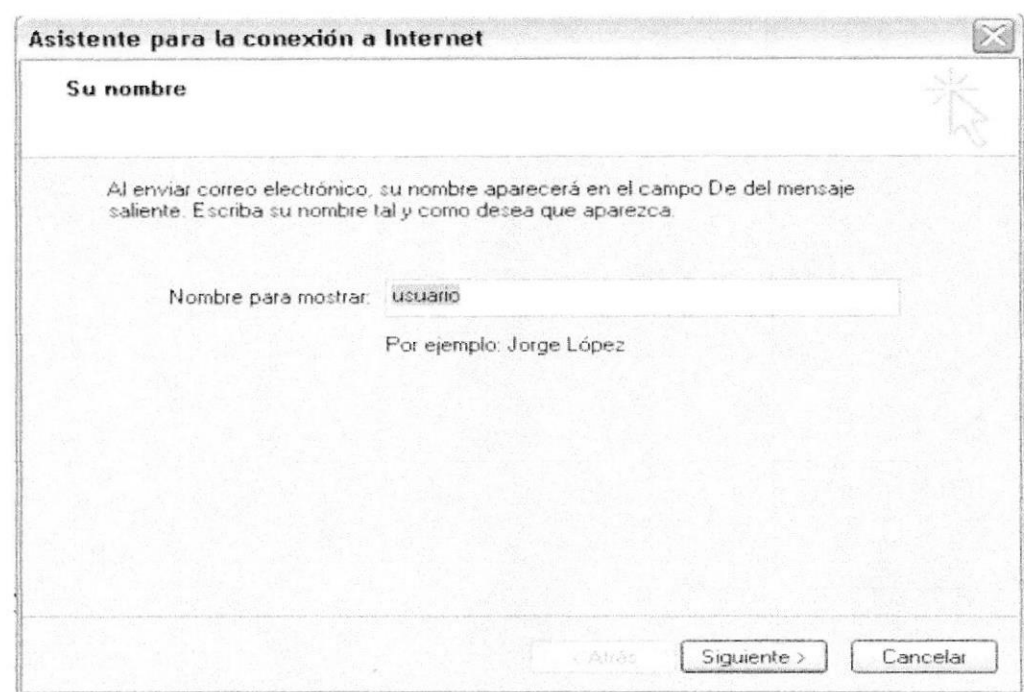 Asistente para la conexión a Internet
Su nombre
Al enviar correo electrónico, su nombre aparecerá en el campo De del mensaje
saliente. Escriba su nombre tal y como desea que aparezca.
Nombre para mostrar: usuario
Por ejemplo: Jorge López
< Atrás Siguiente > Cancelar